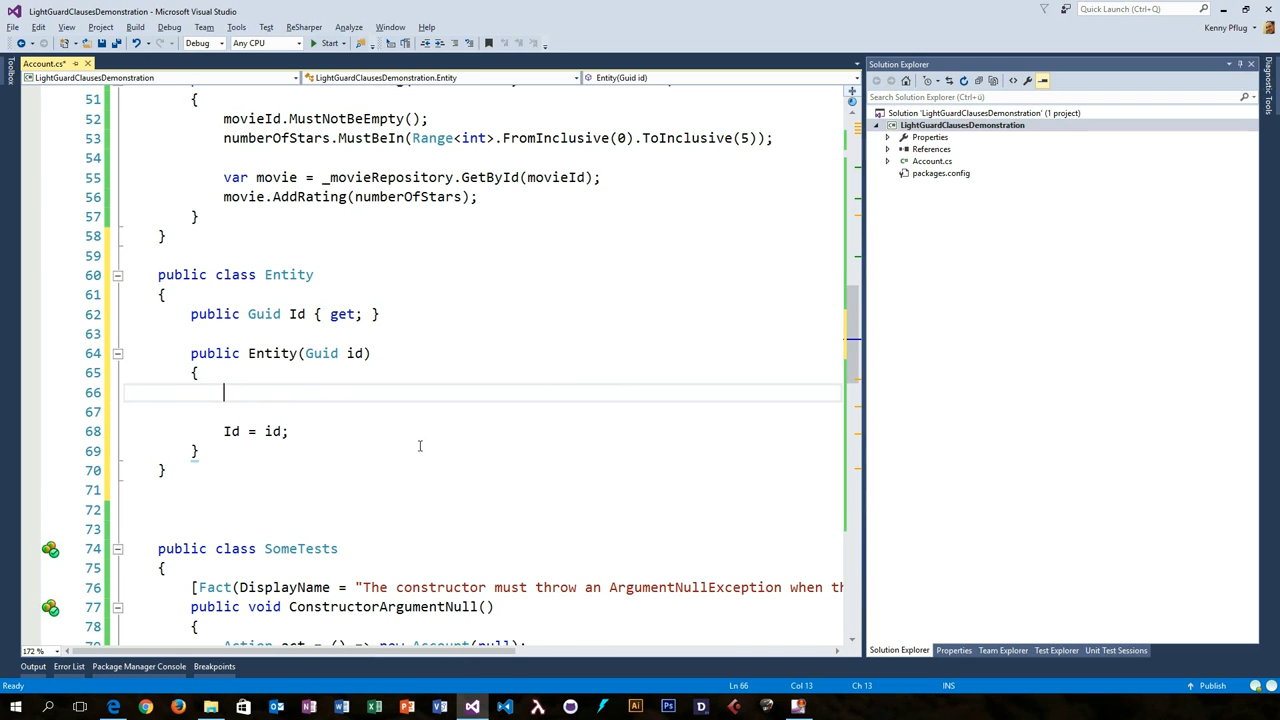 LightGuardClausesDemonstration - Microsoft Visual Studio
Quick Launch (Ctrl+Q)
File Edit View Project Build Debug Team Tools ReSharper Analyze Window Help
Kenny Pflug
Debug Any CPU Start
Toolbox
Account.cs*
LightGuardClausesDemonstration
LightGuardClausesDemonstration.Entity
Entity(Guid id)
51 {
52 movieId.MustNotBeEmpty();
53 numberOfStars.MustBeIn(Range<int>.FromInclusive(0).ToInclusive(5));
54
55 var movie = _movieRepository.GetById(movieId);
56 movie.AddRating(numberOfStars);
57 }
58 }
59
60 public class Entity
61 {
62 public Guid Id { get; }
63
64 public Entity(Guid id)
65 {
66
67
68 Id = id;
69 }
70 }
71
72
73
74 public class SomeTests
75 {
76 [Fact(DisplayName = "The constructor must throw an ArgumentNullException when th
77 public void ConstructorArgumentNull()
78 {
Action act = () => new Account(null);
172 %
Solution Explorer
Search Solution Explorer (Ctrl+ü)
Solution 'LightGuardClausesDemonstration' (1 project)
LightGuardClausesDemonstration
Properties
References
Account.cs
packages.config
Diagnostic Tools
Solution Explorer Properties Team Explorer Test Explorer Unit Test Sessions
Output Error List Package Manager Console Breakpoints
Ready Ln 66 Col 13 Ch 13 INS Publish